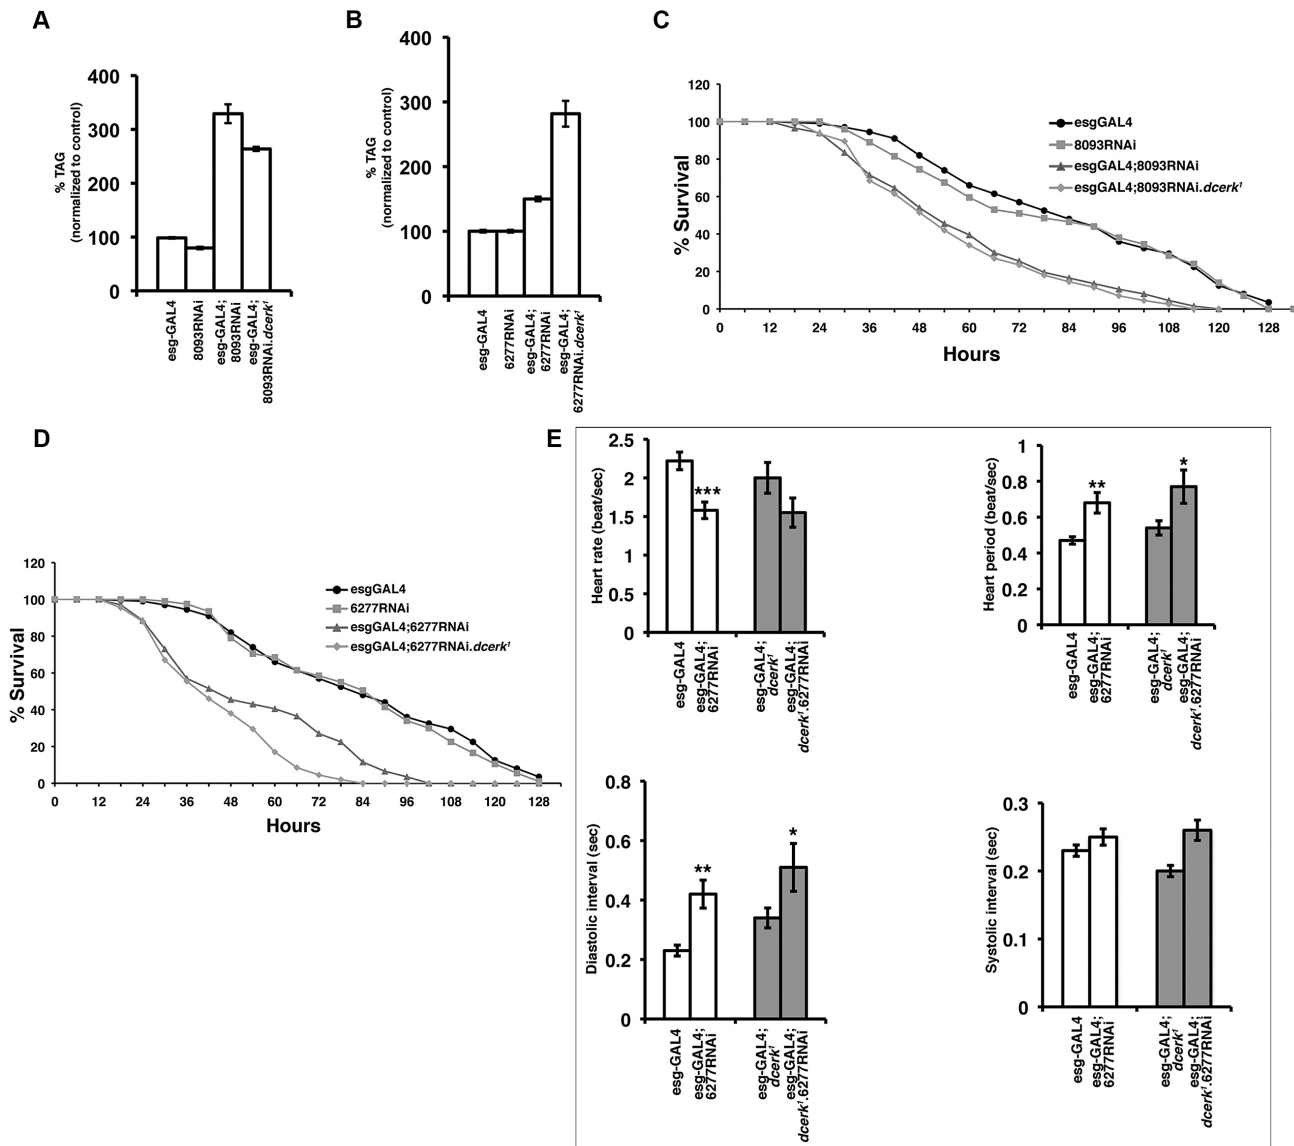 A
% TAG
(normalized to control)
400
300
200
100
0
esg-GAL4
8093RNAi
esg-GAL4;
8093RNAi
esg-GAL4;
8093RNAi.dcerk¹
B
% TAG
(normalized to control)
400
300
200
100
0
esg-GAL4
6277RNAi
esg-GAL4;
6277RNAi
esg-GAL4;
6277RNAi.dcerk¹
C
% Survival
120
100
80
60
40
20
0
0 12 24 36 48 60 72 84 96 108 120 128
Hours
esgGAL4
8093RNAi
esgGAL4;8093RNAi
esgGAL4;8093RNAi.dcerk¹
D
% Survival
120
100
80
60
40
20
0
0 12 24 36 48 60 72 84 96 108 120 128
Hours
esgGAL4
6277RNAi
esgGAL4;6277RNAi
esgGAL4;6277RNAi.dcerk¹
E
Heart rate (beat/sec)
2.5
2
1.5
1
0.5
0
***
esg-GAL4
esg-GAL4;
6277RNAi
esg-GAL4;
dcerk¹
esg-GAL4;
dcerk¹.6277RNAi
Heart period (beat/sec)
1
0.8
0.6
0.4
0.2
0
**
*
esg-GAL4
esg-GAL4;
6277RNAi
esg-GAL4;
dcerk¹
esg-GAL4;
dcerk¹.6277RNAi
Diastolic interval (sec)
0.8
0.6
0.4
0.2
0
**
*
esg-GAL4
esg-GAL4;
6277RNAi
esg-GAL4;
dcerk¹
esg-GAL4;
dcerk¹.6277RNAi
Systolic interval (sec)
0.3
0.2
0.1
0
esg-GAL4
esg-GAL4;
6277RNAi
esg-GAL4;
dcerk¹
esg-GAL4;
dcerk¹.6277RNAi